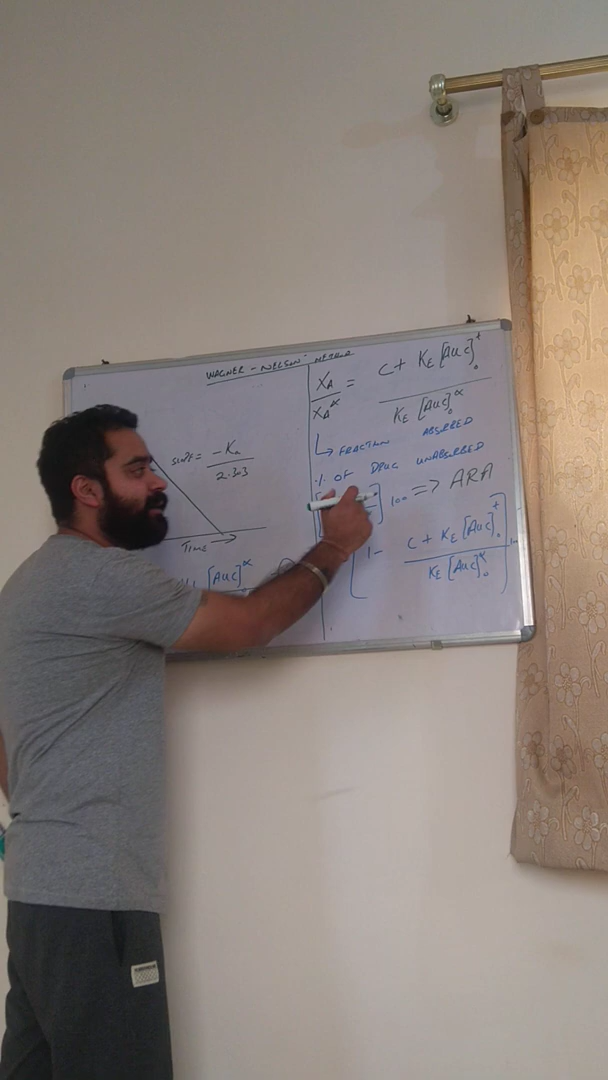 WAGNER - NELSON METHOD
SLOPE = -Ka
2.303
TIME →
[AUC]∝
XA = C + KE [AUC]t0
XA∝ KE [AUC]∝0
↳ FRACTION ABSORBED
% OF DRUG UNABSORBED
100 => ARA
[1- C + KE [AUC]t0]
KE [AUC]∝0